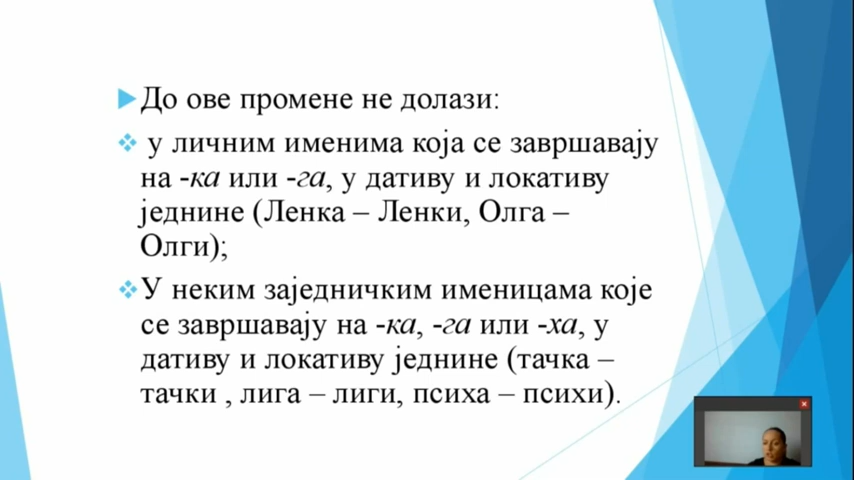 До ове промене не долази:
у личним именима која се завршавају
на -ка или -га, у дативу и локативу
једнине (Ленка – Ленки, Олга –
Олги);
У неким заједничким именицама које
се завршавају на -ка, -га или -ха, у
дативу и локативу једнине (тачка –
тачки , лига – лиги, психа – психи).